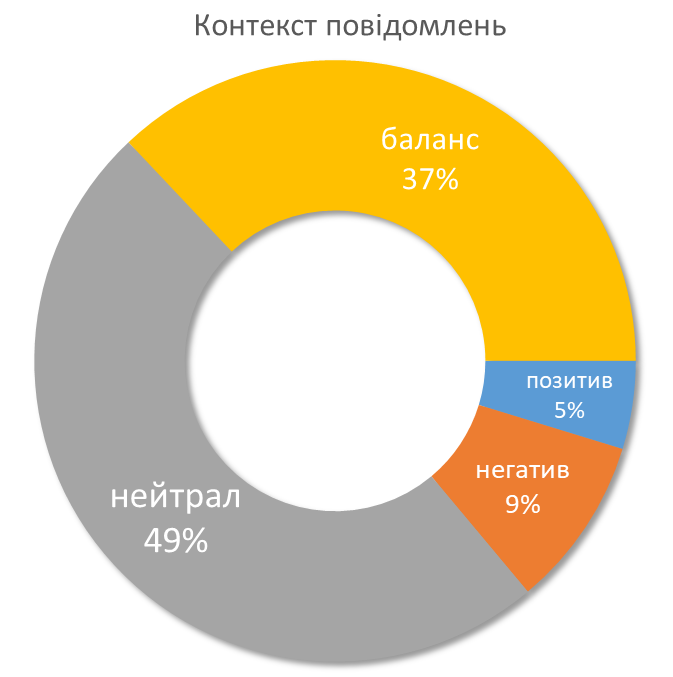 Контекст повідомлень
баланс
37%
позитив
5%
негатив
9%
нейтрал
49%